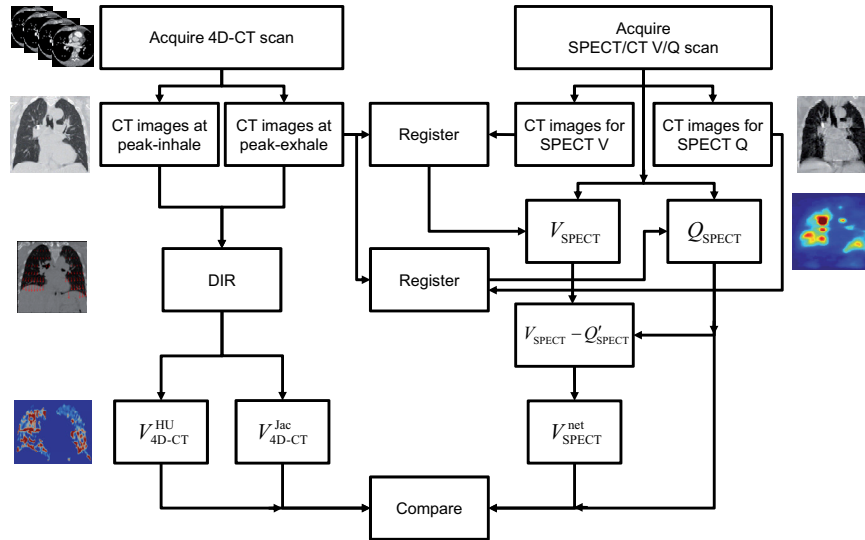 Acquire 4D-CT scan
Acquire
SPECT/CT V/Q scan
CT images at
peak-inhale
CT images at
peak-exhale
Register
CT images for
SPECT V
CT images for
SPECT Q
V_SPECT
Q_SPECT
DIR
Register
V_SPECT − Q′_SPECT
V^HU_4D-CT
V^Jac_4D-CT
V^net_SPECT
Compare